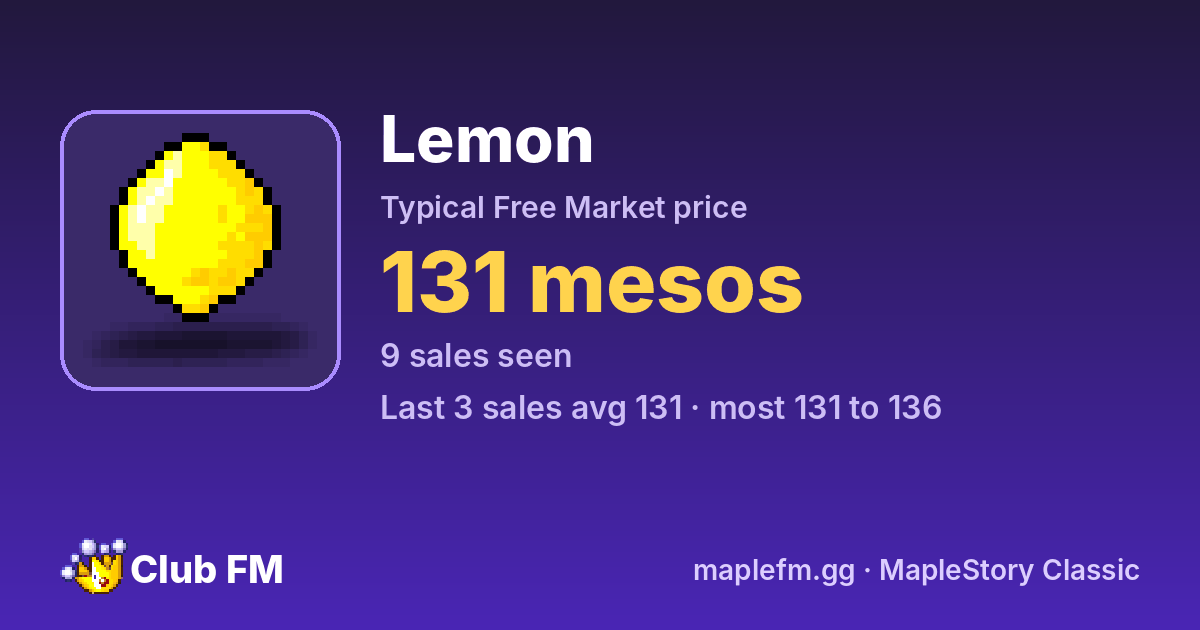 Lemon
Typical Free Market price
131 mesos
9 sales seen
Last 3 sales avg 131 · most 131 to 136
Club FM
maplefm.gg · MapleStory Classic